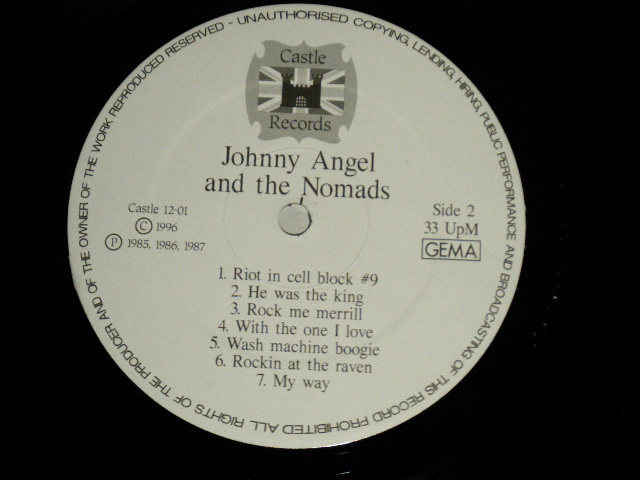 Castle
Records
Johnny Angel
and the Nomads
Castle 12-01
Ⓒ 1996
Ⓟ 1985, 1986, 1987
Side 2
33 UpM
GEMA
1. Riot in cell block #9
2. He was the king
3. Rock me merrill
4. With the one I love
5. Wash machine boogie
6. Rockin at the raven
7. My way
ALL RIGHTS OF THE PRODUCER AND OF THE OWNER OF THE WORK REPRODUCED RESERVED - UNAUTHORISED COPYING, LENDING, HIRING, PUBLIC PERFORMANCE AND BROADCASTING OF THIS RECORD PROHIBITED